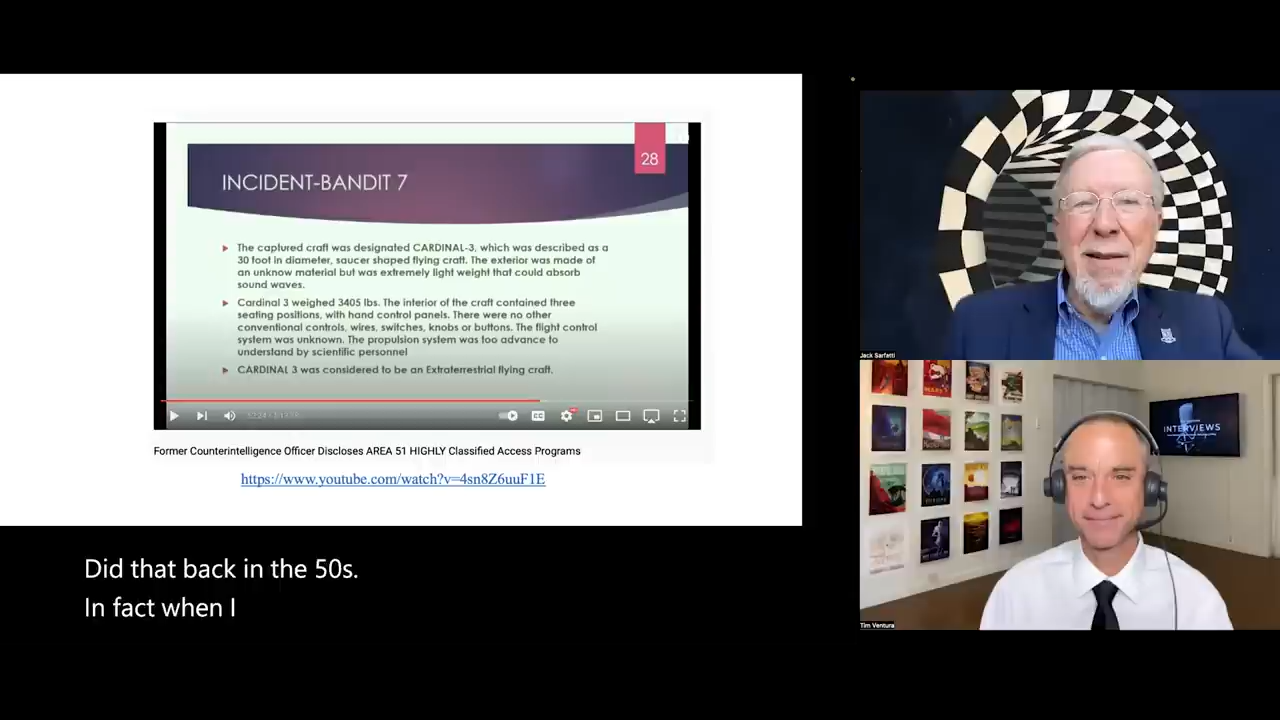 28
INCIDENT-BANDIT 7
The captured craft was designated CARDINAL-3, which was described as a
30 foot in diameter, saucer shaped flying craft. The exterior was made of
an unknow material but was extremely light weight that could absorb
sound waves.
Cardinal 3 weighed 3405 lbs. The interior of the craft contained three
seating positions, with hand control panels. There were no other
conventional controls, wires, switches, knobs or buttons. The flight control
system was unknown. The propulsion system was too advance to
understand by scientific personnel
CARDINAL 3 was considered to be an Extraterrestrial flying craft.
CC
Former Counterintelligence Officer Discloses AREA 51 HIGHLY Classified Access Programs
https://www.youtube.com/watch?v=4sn8Z6uuF1E
Did that back in the 50s.
In fact when I
Jack Sarfatti
INTERVIEWS
Tim Ventura